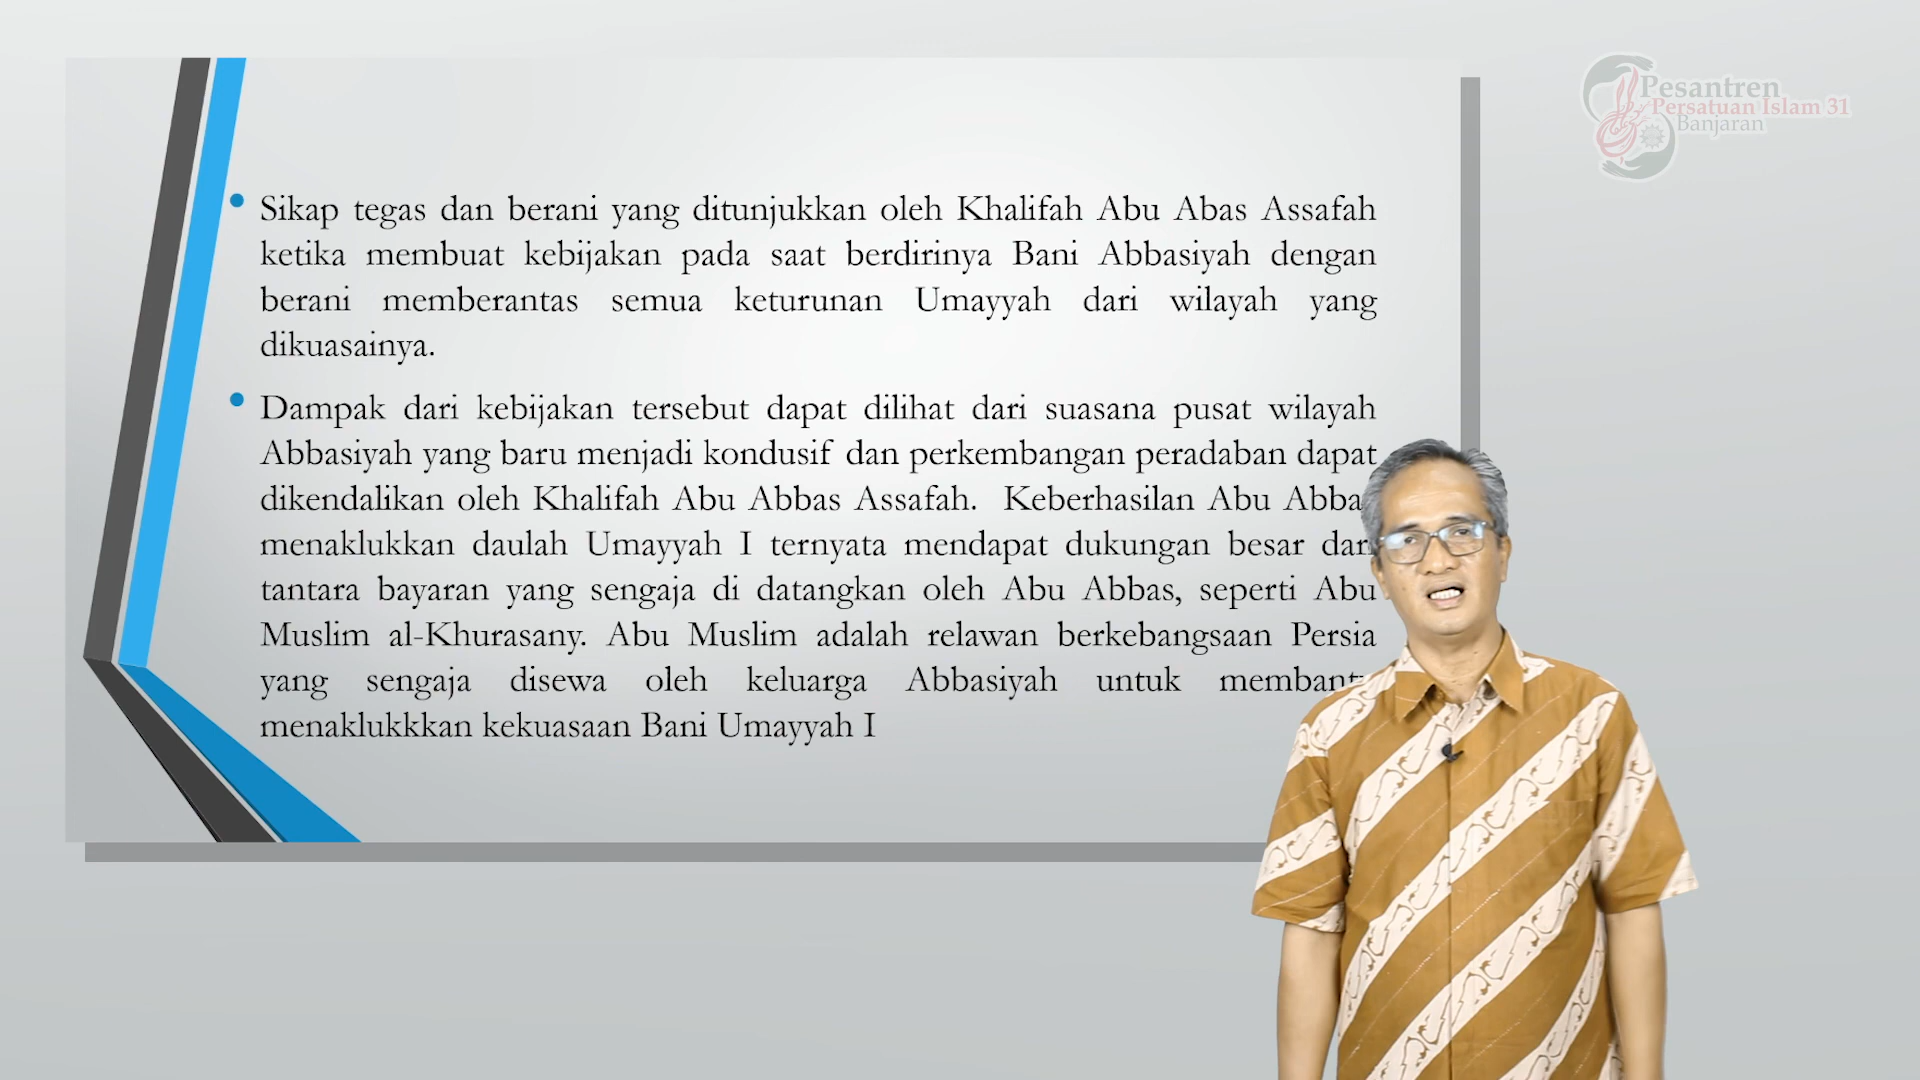 Pesantren
Persatuan Islam 31
Banjaran
• Sikap tegas dan berani yang ditunjukkan oleh Khalifah Abu Abas Assafah
ketika membuat kebijakan pada saat berdirinya Bani Abbasiyah dengan
berani memberantas semua keturunan Umayyah dari wilayah yang
dikuasainya.
• Dampak dari kebijakan tersebut dapat dilihat dari suasana pusat wilayah
Abbasiyah yang baru menjadi kondusif dan perkembangan peradaban dapat
dikendalikan oleh Khalifah Abu Abbas Assafah. Keberhasilan Abu Abba
menaklukkan daulah Umayyah I ternyata mendapat dukungan besar dari
tantara bayaran yang sengaja di datangkan oleh Abu Abbas, seperti Abu
Muslim al-Khurasany. Abu Muslim adalah relawan berkebangsaan Persia
yang sengaja disewa oleh keluarga Abbasiyah untuk membantu
menaklukkkan kekuasaan Bani Umayyah I